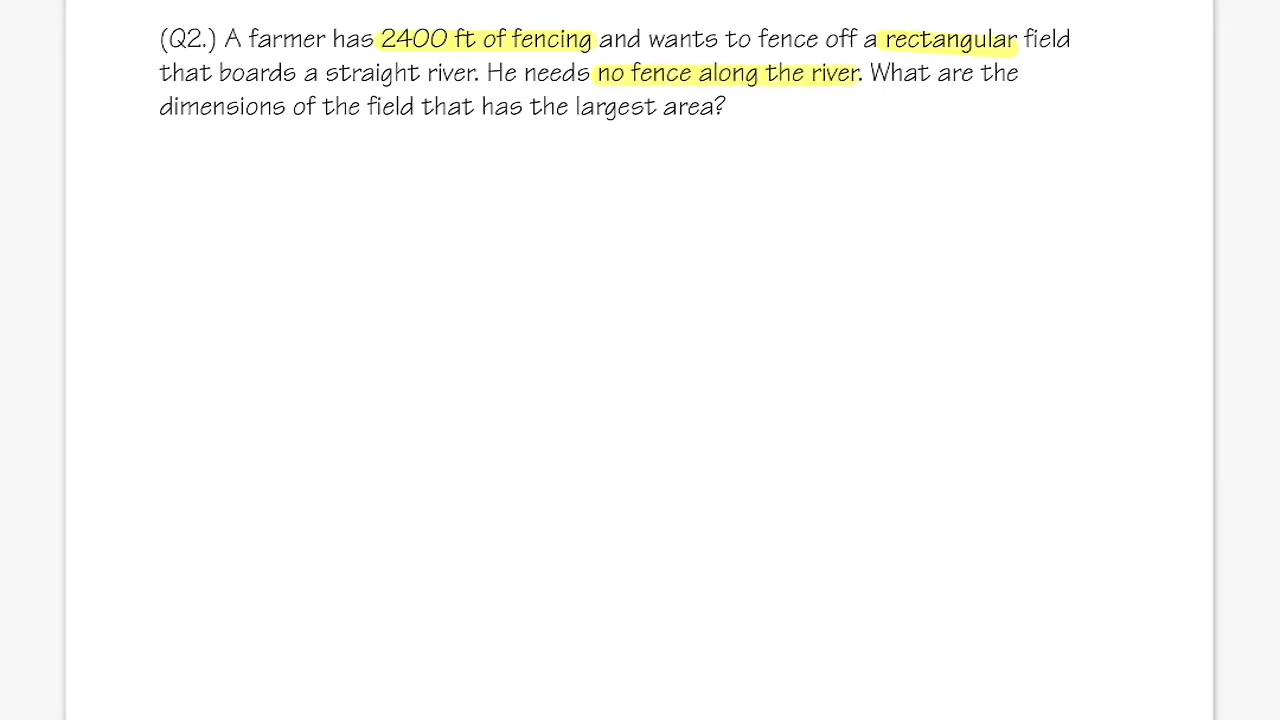 (Q2.) A farmer has 2400 ft of fencing and wants to fence off a rectangular field
that boards a straight river. He needs no fence along the river. What are the
dimensions of the field that has the largest area?